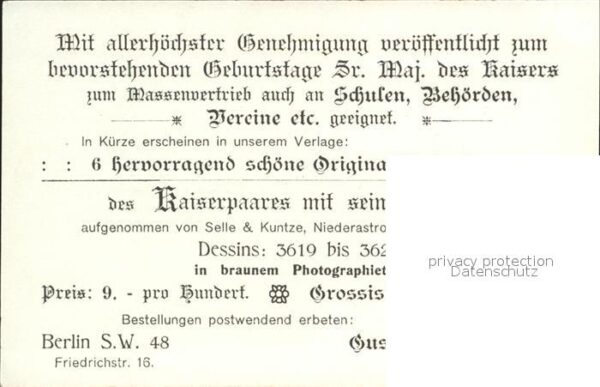 Mit allerhöchster Genehmigung veröffentlicht zum
bevorstehenden Geburtstage Sr. Maj. des Kaisers
zum Massenvertrieb auch an Schulen, Behörden,
Vereine etc. geeignet.
In Kürze erscheinen in unserem Verlage:
: : 6 hervorragend schöne Origina
des Kaiserpaares mit sein
aufgenommen von Selle & Kuntze, Niederastro
Dessins: 3619 bis 362
in braunem Photographiet
privacy protection
Datenschutz
Preis: 9. - pro Hundert. Grossis
Bestellungen postwendend erbeten:
Berlin S.W. 48 Gus
Friedrichstr. 16.